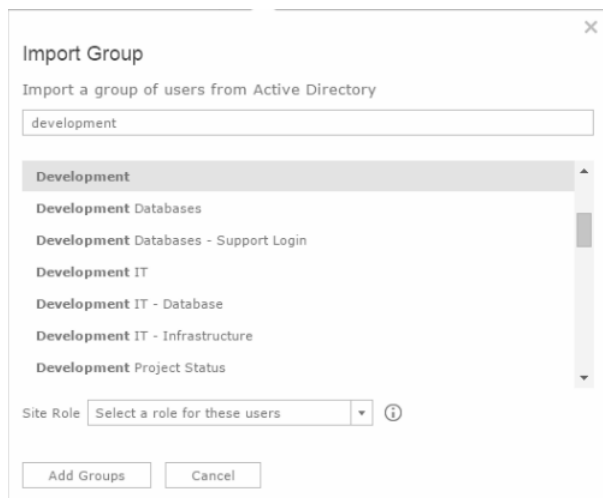 Import Group
Import a group of users from Active Directory
development
Development
Development Databases
Development Databases - Support Login
Development IT
Development IT - Database
Development IT - Infrastructure
Development Project Status
Site Role Select a role for these users
Add Groups Cancel